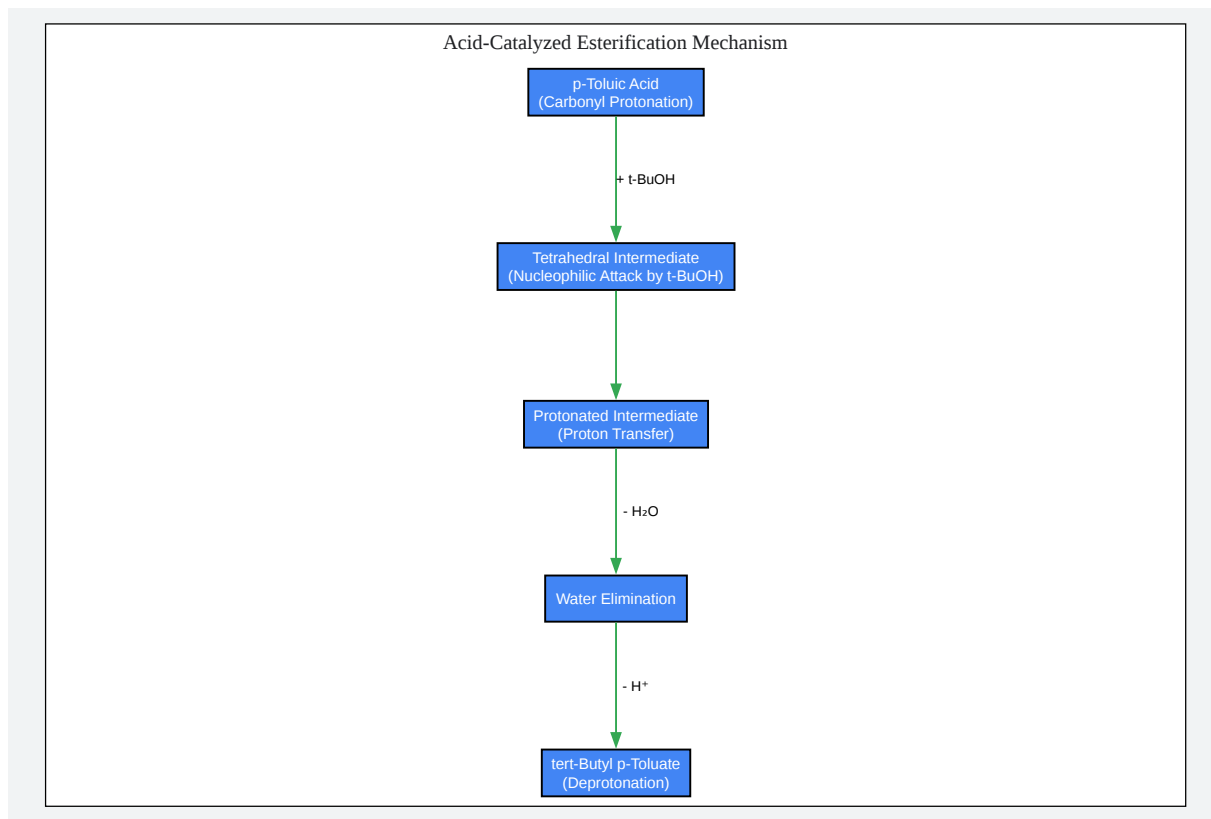 Acid-Catalyzed Esterification Mechanism
p-Toluic Acid
(Carbonyl Protonation)
+ t-BuOH
Tetrahedral Intermediate
(Nucleophilic Attack by t-BuOH)
Protonated Intermediate
(Proton Transfer)
- H₂O
Water Elimination
- H⁺
tert-Butyl p-Toluate
(Deprotonation)